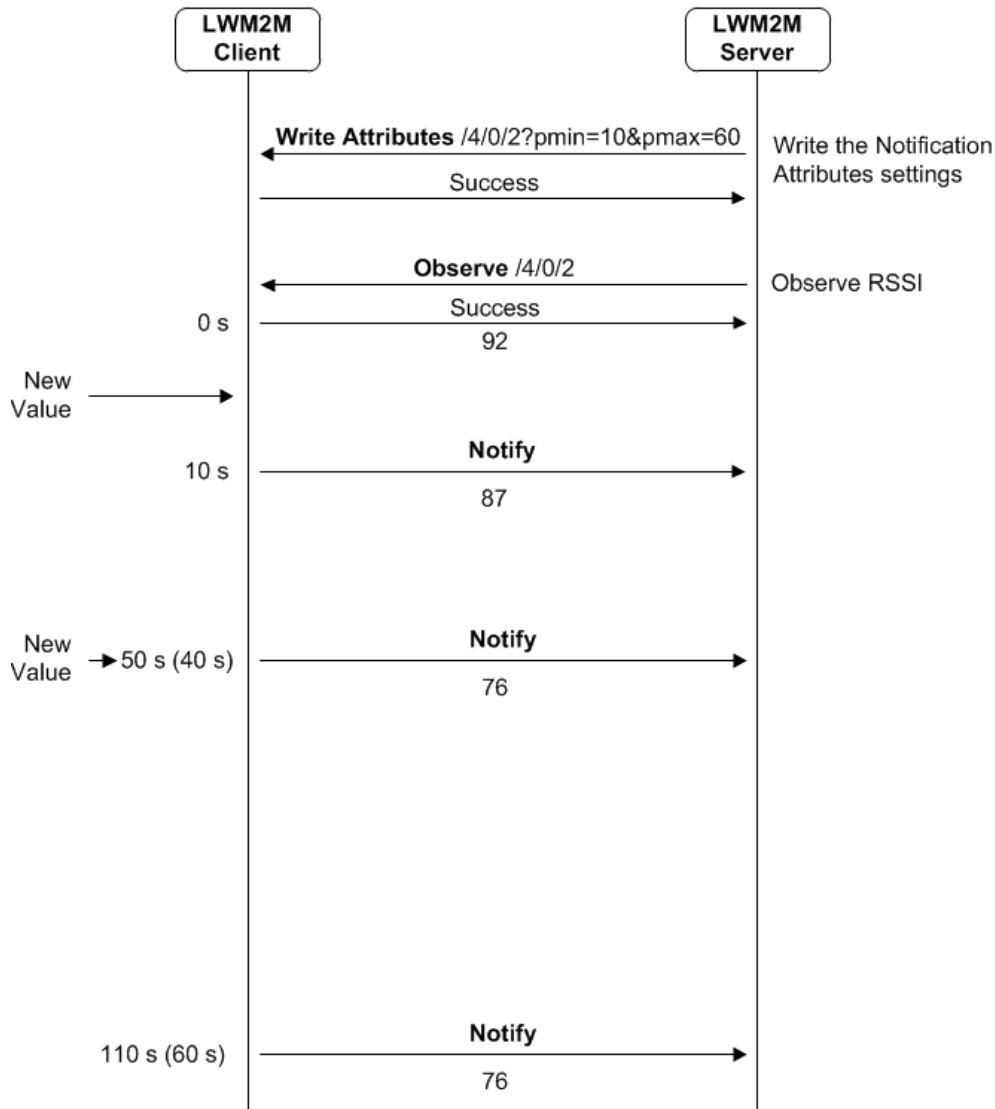 LWM2M
Client
LWM2M
Server
Write Attributes /4/0/2?pmin=10&pmax=60
Write the Notification
Attributes settings
Success
Observe /4/0/2
Observe RSSI
Success
0 s
92
New
Value
Notify
10 s
87
New
Value
50 s (40 s)
Notify
76
Notify
110 s (60 s)
76